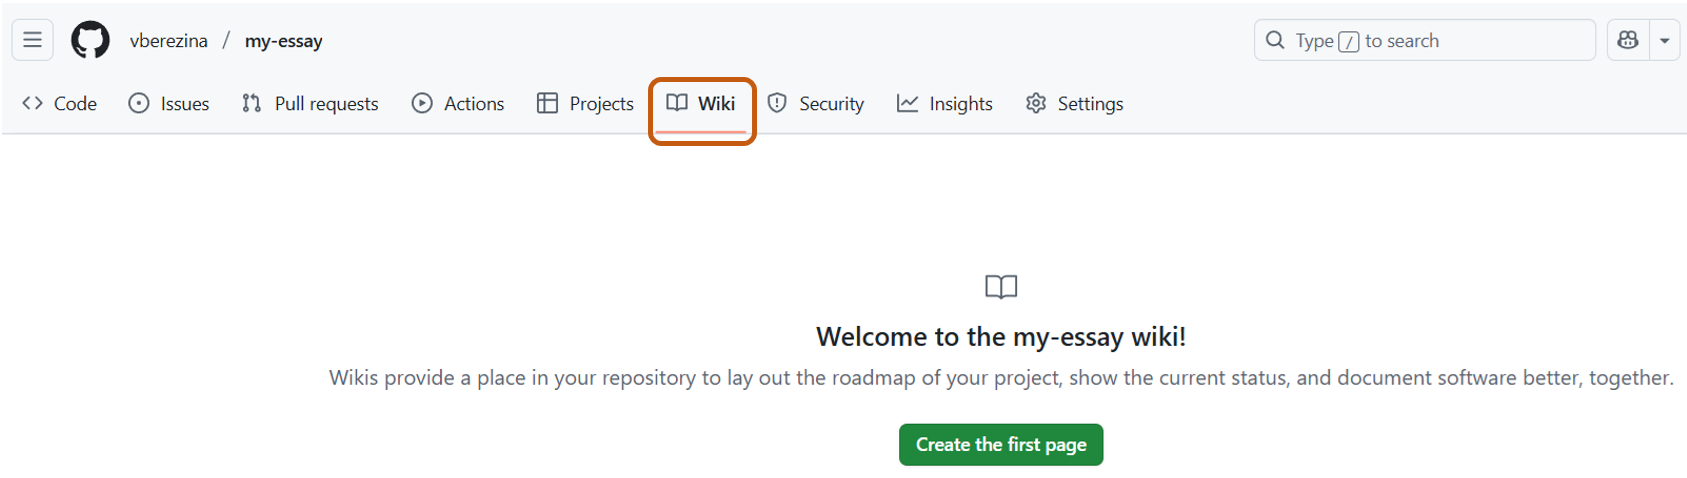 vberezina / my-essay
Type / to search
Code Issues Pull requests Actions Projects Wiki Security Insights Settings
Welcome to the my-essay wiki!
Wikis provide a place in your repository to lay out the roadmap of your project, show the current status, and document software better, together.
Create the first page